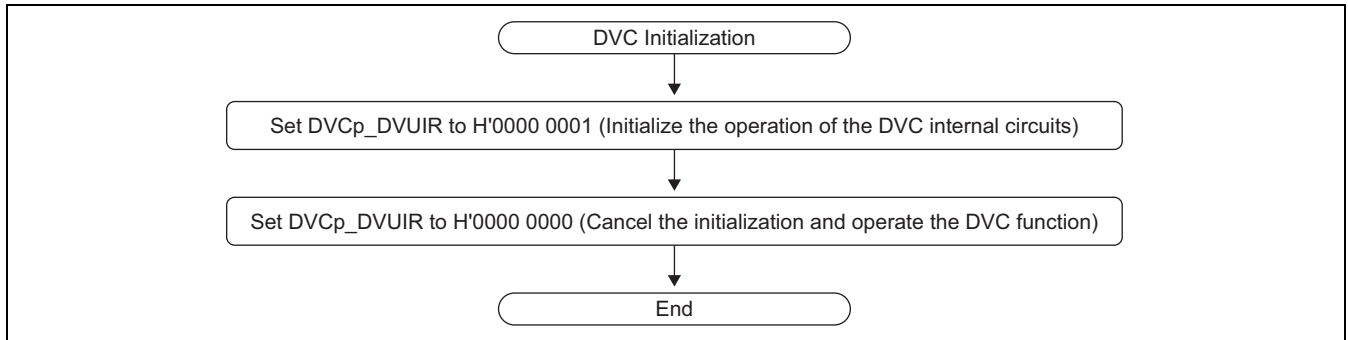 DVC Initialization
Set DVCp_DVUIR to H'0000 0001 (Initialize the operation of the DVC internal circuits)
Set DVCp_DVUIR to H'0000 0000 (Cancel the initialization and operate the DVC function)
End